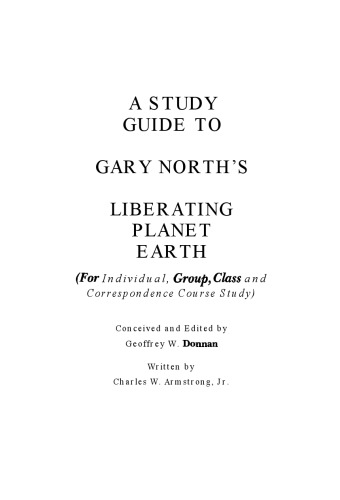 A STUDY
GUIDE TO
GARY NORTH'S
LIBERATING
PLANET
EARTH
(For Individual, Group, Class and
Correspondence Course Study)
Conceived and Edited by
Geoffrey W. Donnan
Written by
Charles W. Armstrong, Jr.